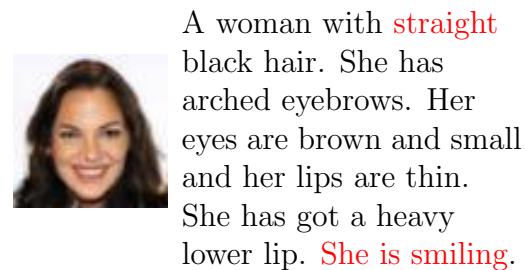 A woman with straight
black hair. She has
arched eyebrows. Her
eyes are brown and small
and her lips are thin.
She has got a heavy
lower lip. She is smiling.